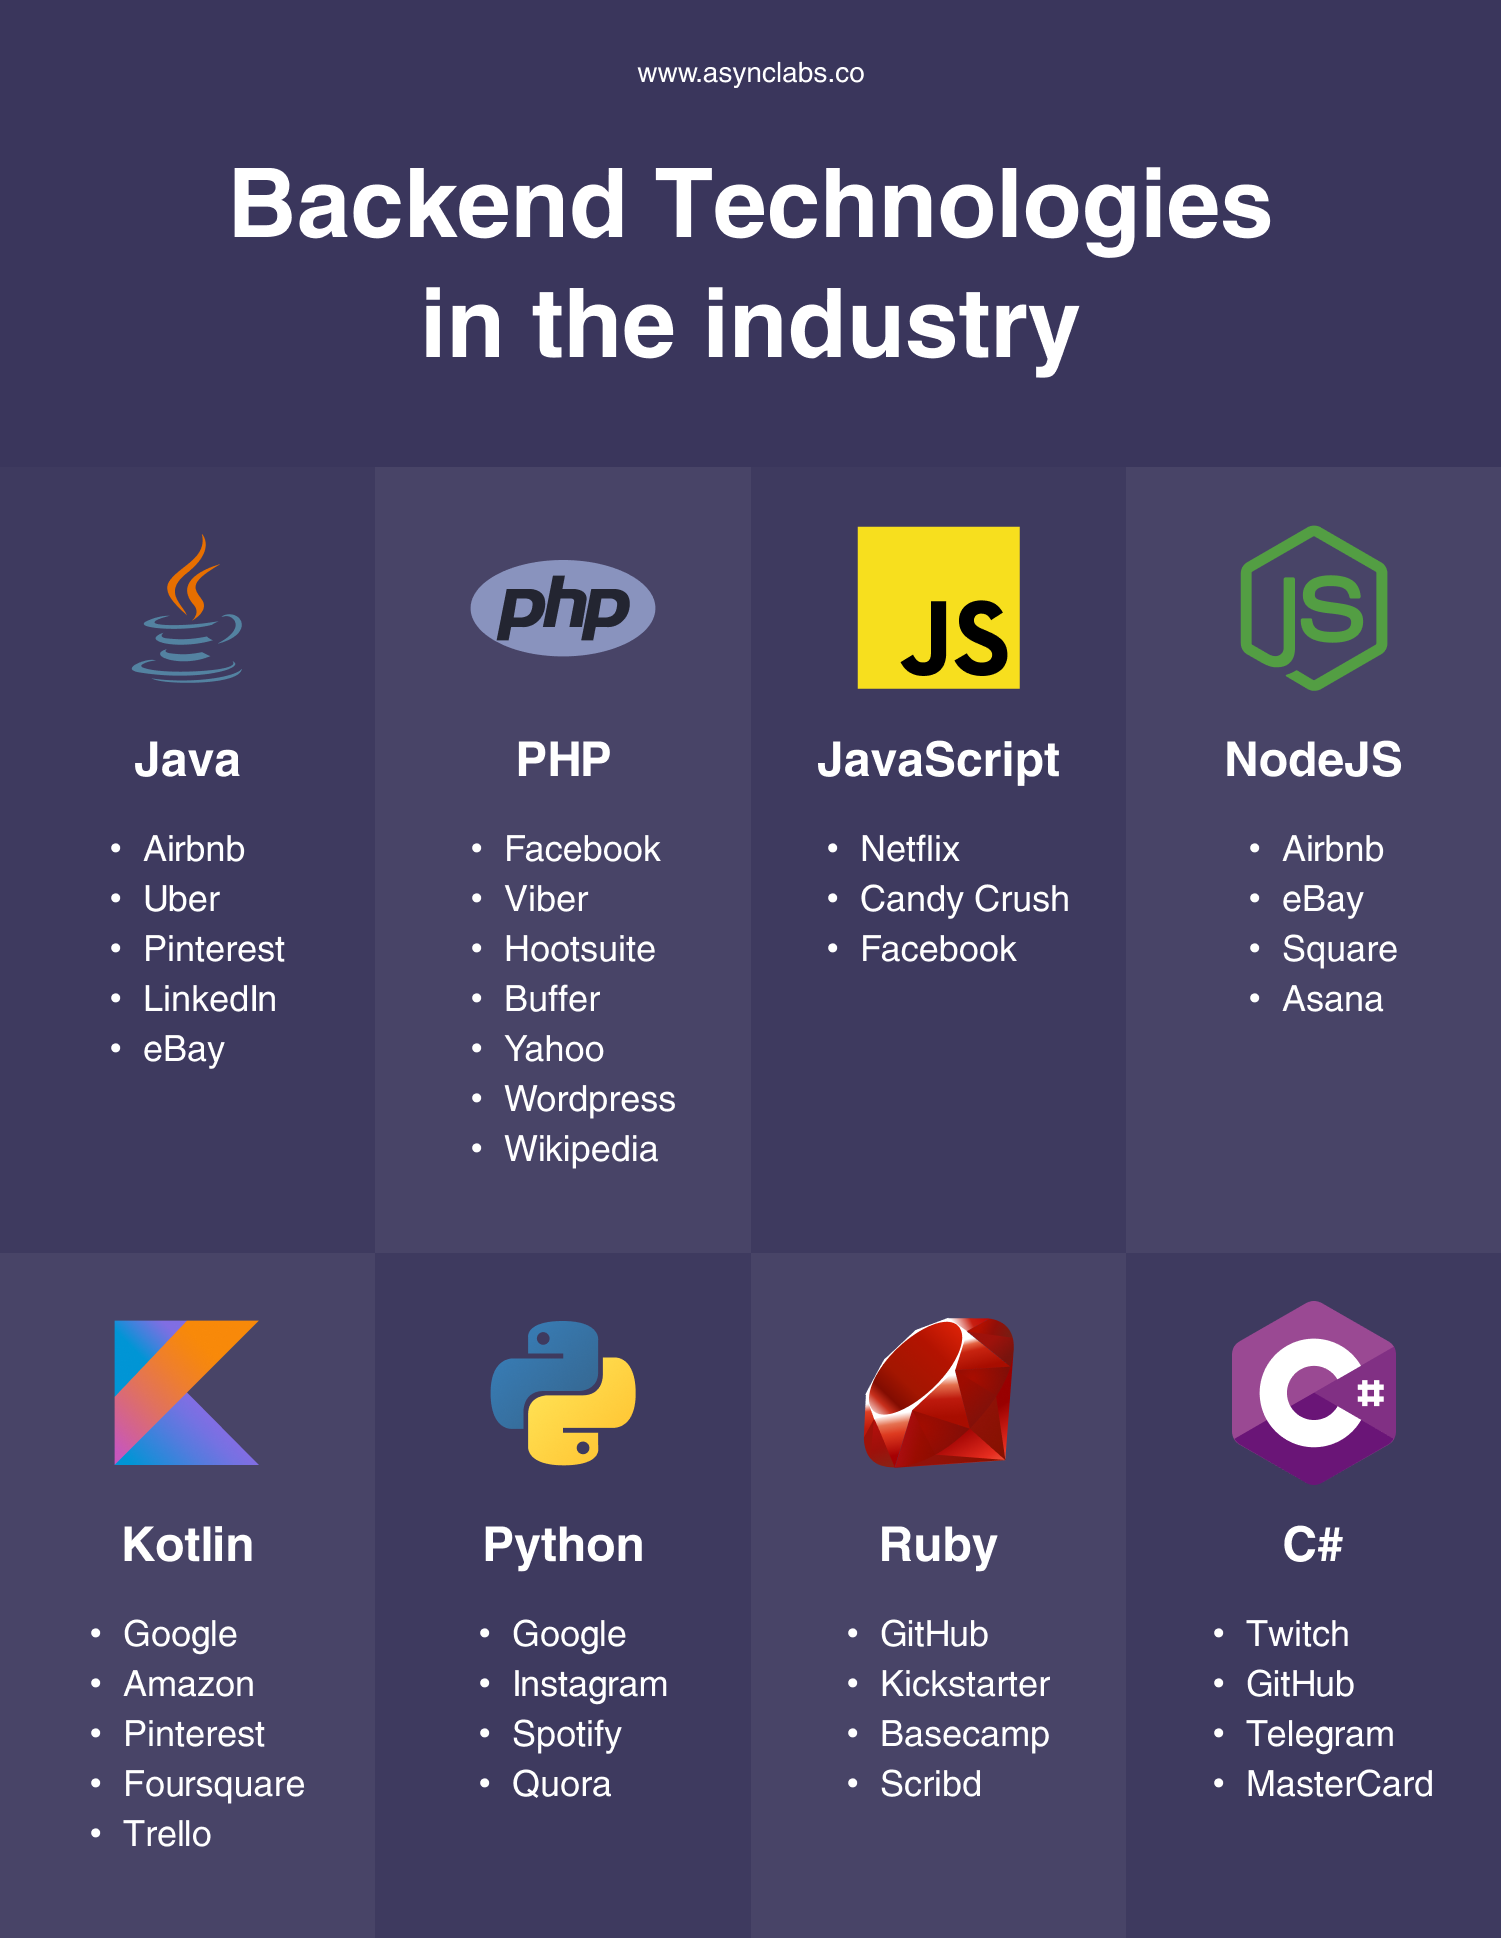 www.asynclabs.co
Backend Technologies
in the industry
php
JS
JS
Java
PHP
JavaScript
NodeJS
• Airbnb
• Uber
• Pinterest
• LinkedIn
• eBay
• Facebook
• Viber
• Hootsuite
• Buffer
• Yahoo
• Wordpress
• Wikipedia
• Netflix
• Candy Crush
• Facebook
• Airbnb
• eBay
• Square
• Asana
C#
Kotlin
Python
Ruby
C#
• Google
• Amazon
• Pinterest
• Foursquare
• Trello
• Google
• Instagram
• Spotify
• Quora
• GitHub
• Kickstarter
• Basecamp
• Scribd
• Twitch
• GitHub
• Telegram
• MasterCard